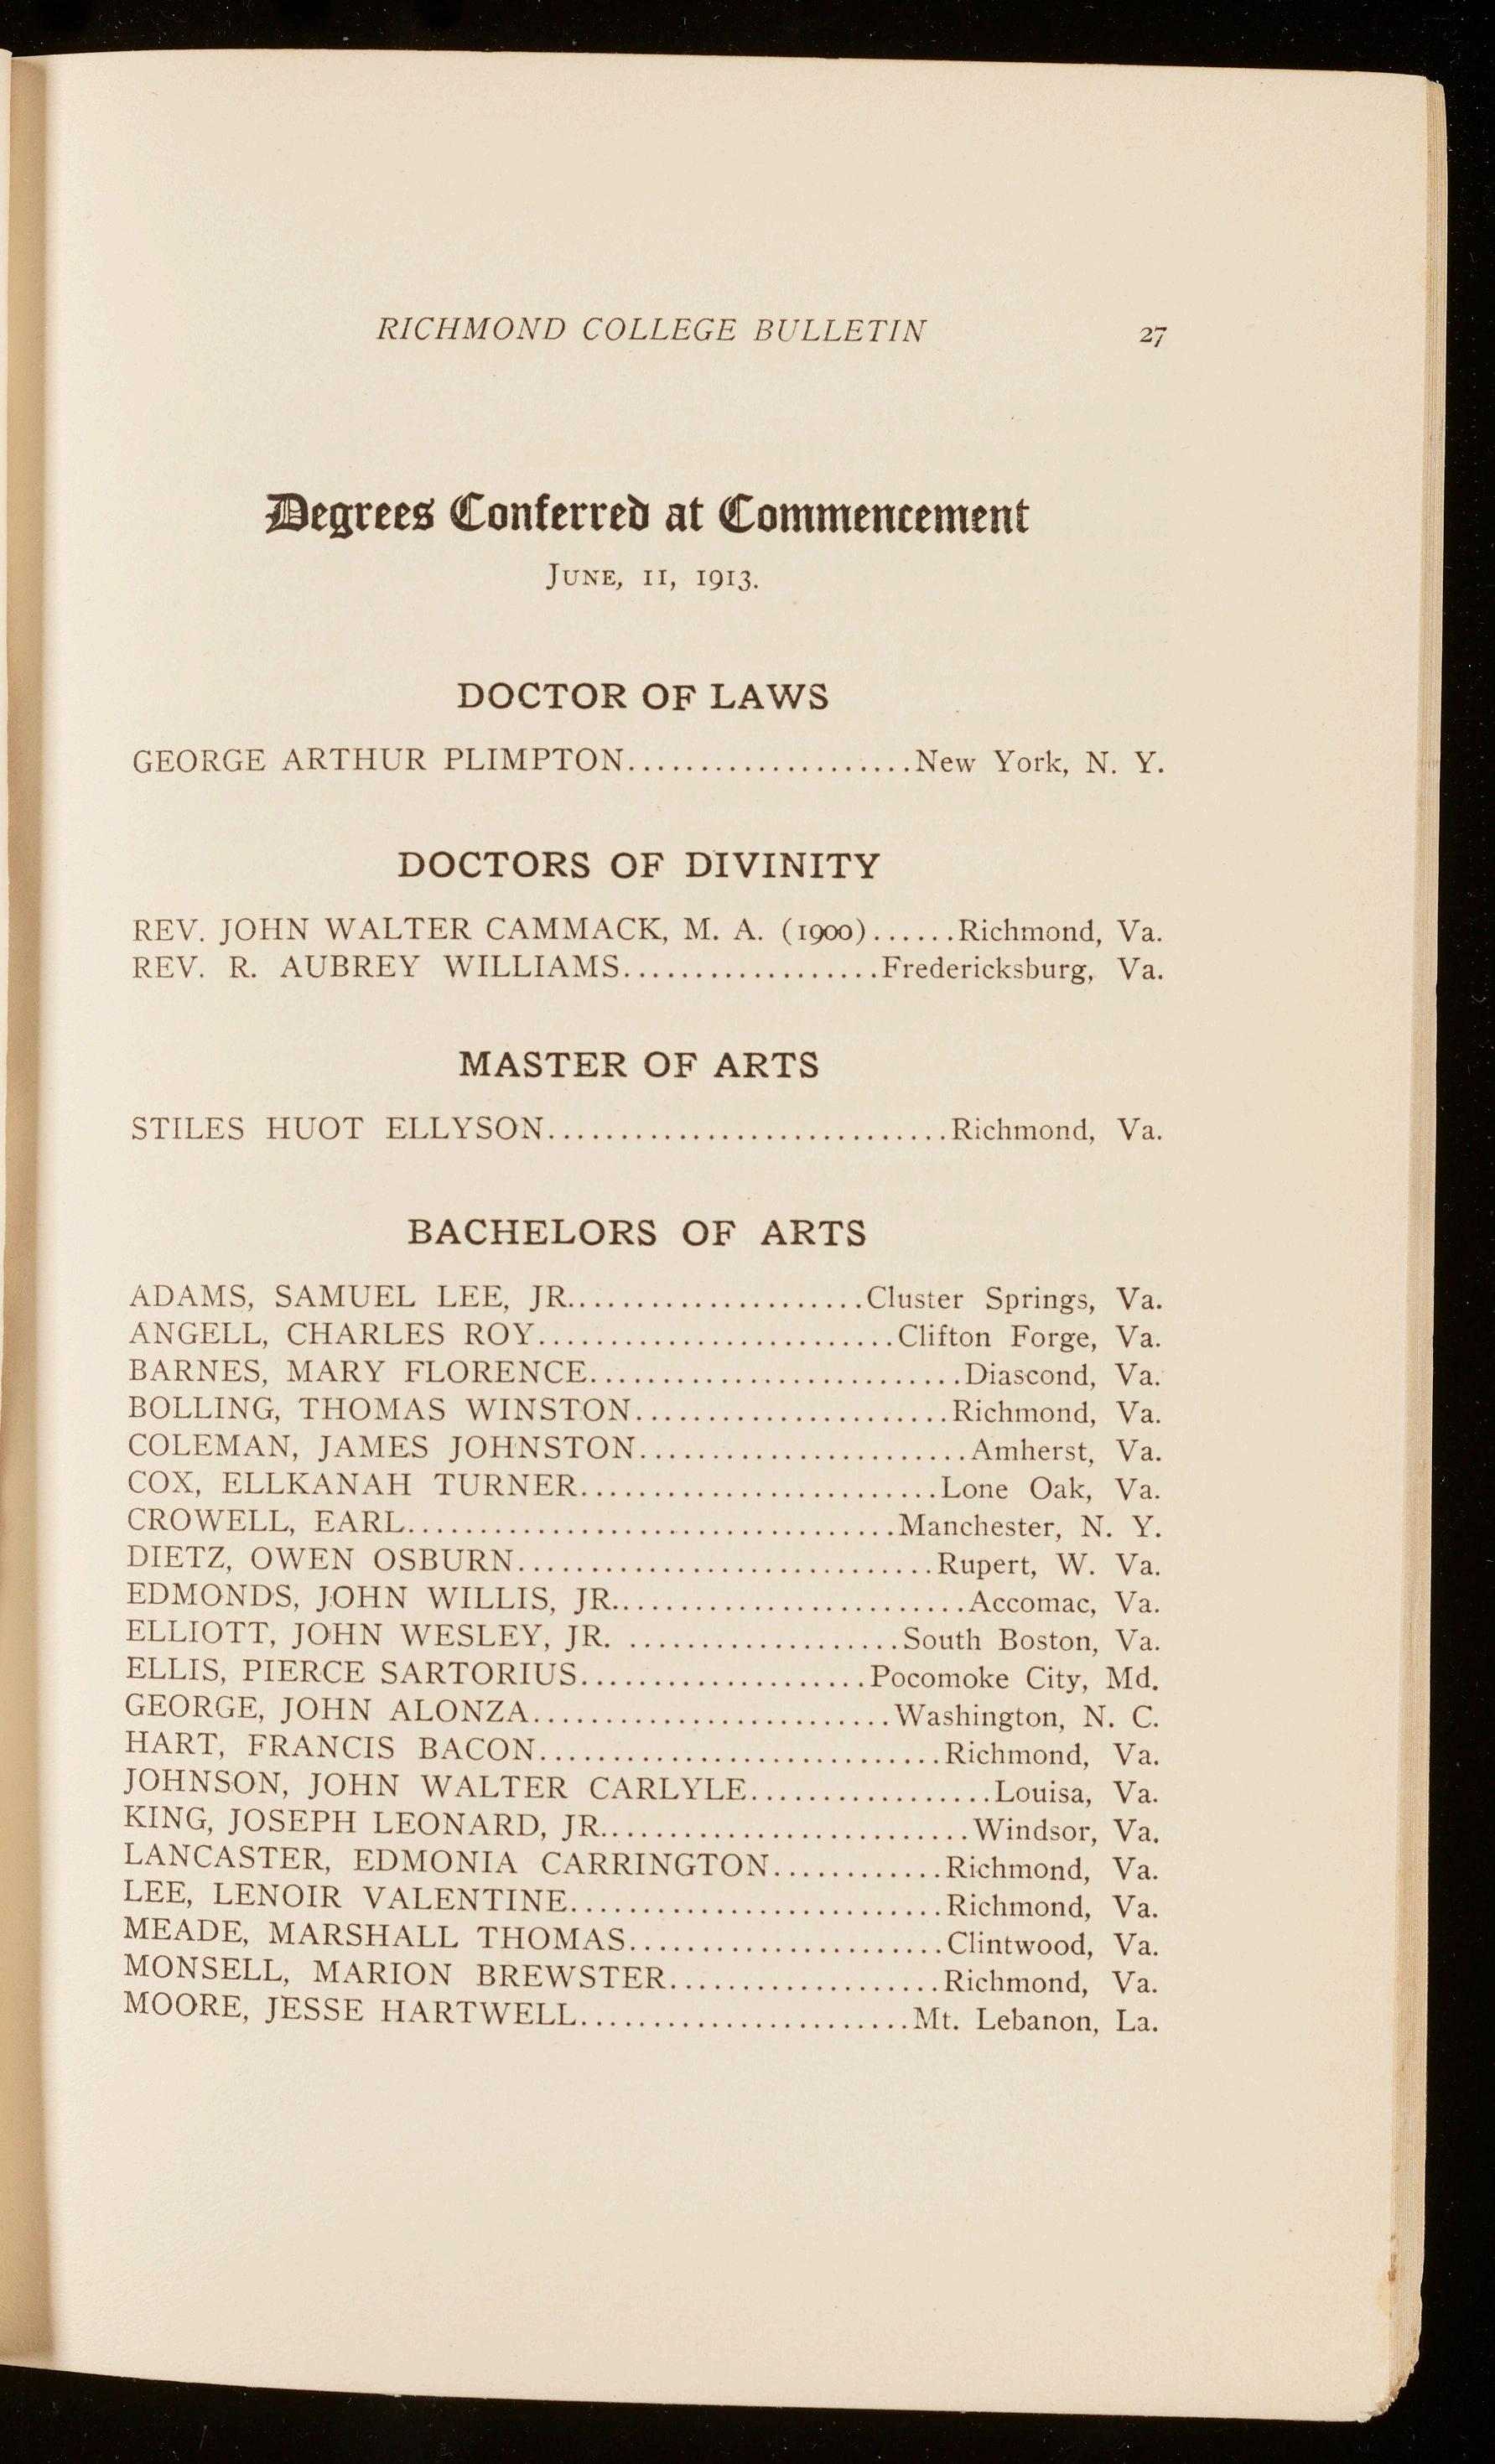 RICHMOND COLLEGE BULLETIN 27
Degrees Conferred at Commencement
JUNE, 11, 1913.
DOCTOR OF LAWS
GEORGE ARTHUR PLIMPTON....................New York, N. Y.
DOCTORS OF DIVINITY
REV. JOHN WALTER CAMMACK, M. A. (1900)......Richmond, Va.
REV. R. AUBREY WILLIAMS..................Fredericksburg, Va.
MASTER OF ARTS
STILES HUOT ELLYSON............................Richmond, Va.
BACHELORS OF ARTS
ADAMS, SAMUEL LEE, JR.....................Cluster Springs, Va.
ANGELL, CHARLES ROY.........................Clifton Forge, Va.
BARNES, MARY FLORENCE..........................Diascond, Va.
BOLLING, THOMAS WINSTON......................Richmond, Va.
COLEMAN, JAMES JOHNSTON.......................Amherst, Va.
COX, ELLKANAH TURNER.........................Lone Oak, Va.
CROWELL, EARL..................................Manchester, N. Y.
DIETZ, OWEN OSBURN.............................Rupert, W. Va.
EDMONDS, JOHN WILLIS, JR.........................Accomac, Va.
ELLIOTT, JOHN WESLEY, JR. ...................South Boston, Va.
ELLIS, PIERCE SARTORIUS....................Pocomoke City, Md.
GEORGE, JOHN ALONZA.........................Washington, N. C.
HART, FRANCIS BACON............................Richmond, Va.
JOHNSON, JOHN WALTER CARLYLE.................Louisa, Va.
KING, JOSEPH LEONARD, JR..........................Windsor, Va.
LANCASTER, EDMONIA CARRINGTON............Richmond, Va.
LEE, LENOIR VALENTINE..........................Richmond, Va.
MEADE, MARSHALL THOMAS......................Clintwood, Va.
MONSELL, MARION BREWSTER...................Richmond, Va.
MOORE, JESSE HARTWELL.......................Mt. Lebanon, La.